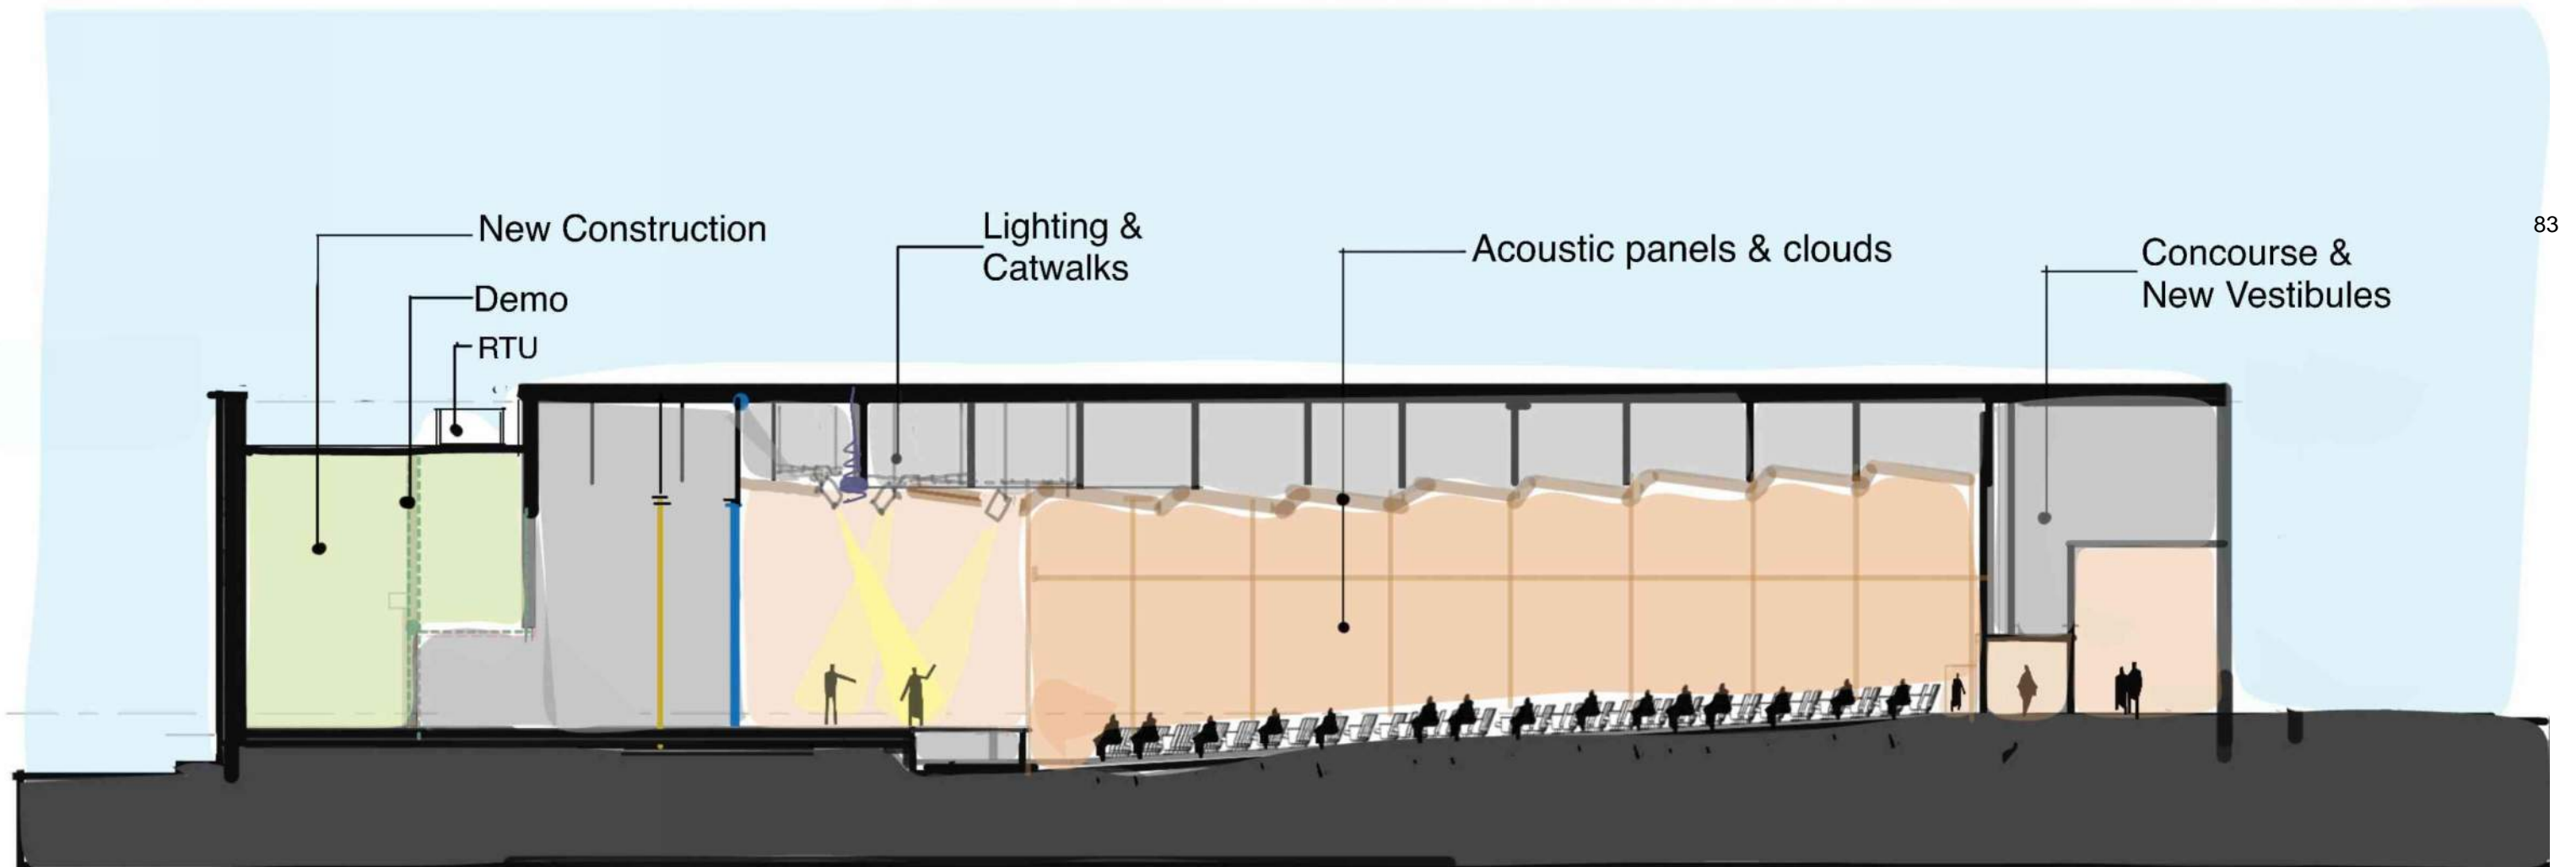 New Construction
Demo
RTU
Lighting &
Catwalks
Acoustic panels & clouds
Concourse &
New Vestibules
83